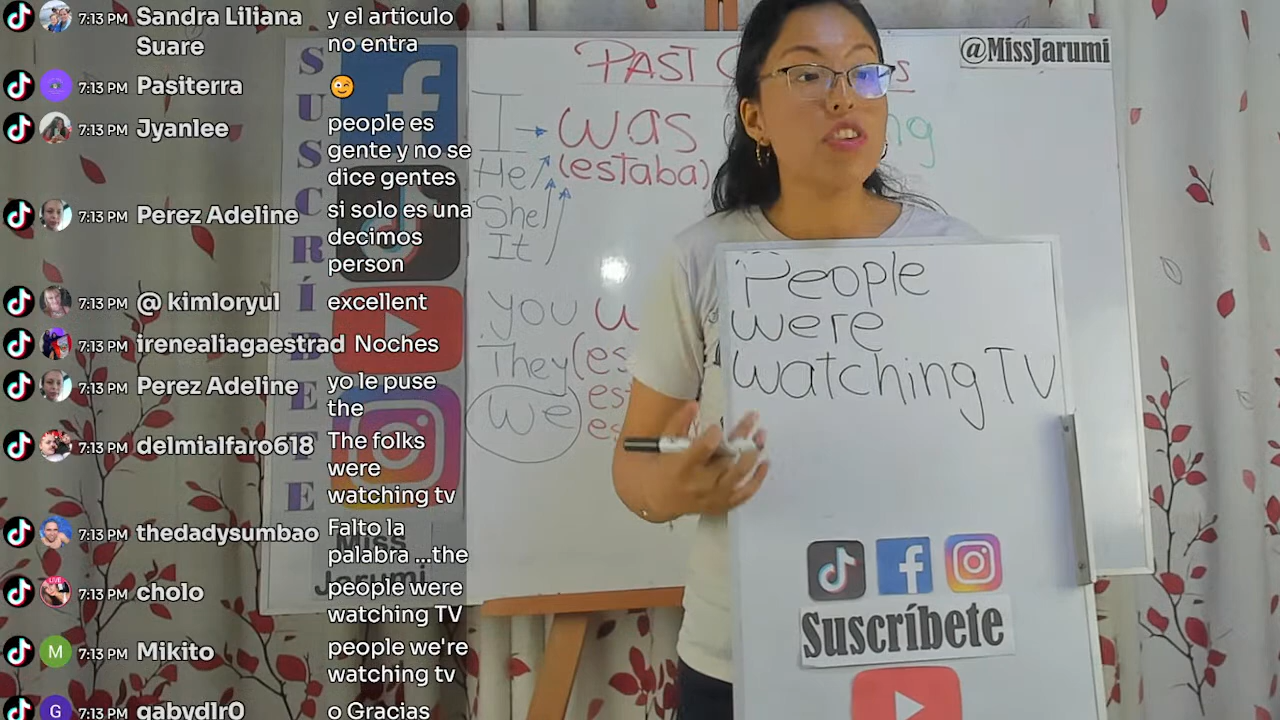 7:13 PM Sandra Liliana Suare y el articulo
no entra
7:13 PM Pasiterra 😉
7:13 PM Jyanlee people es
gente y no se
dice gentes
7:13 PM Perez Adeline si solo es una
decimos
person
7:13 PM @ kimloryul excellent
7:13 PM irenealiagaestrad Noches
7:13 PM Perez Adeline yo le puse
the
7:13 PM delmialfaro618 The folks
were
watching tv
7:13 PM thedadysumbao Falto la
palabra ...the
7:13 PM cholo people were
watching TV
7:13 PM Mikito people we're
watching tv
7:13 PM gabydlr0 o Gracias
SUSCRÍBETE
Miss
Jarumi
PAST
@MissJarumi
I was
He (estaba)
She
It
you
They
We
People
were
watching TV
Suscríbete